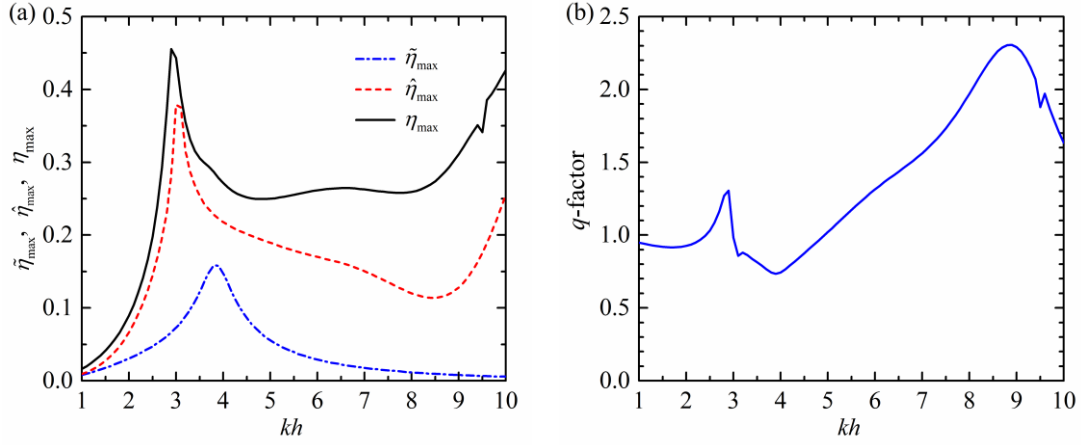 (a)
0.5
0.4
0.3
0.2
0.1
0.0
η̃max, η̂max, ηmax
η̃max
η̂max
ηmax
1 2 3 4 5 6 7 8 9 10
kh
(b)
2.5
2.0
1.5
1.0
0.5
0.0
q-factor
1 2 3 4 5 6 7 8 9 10
kh